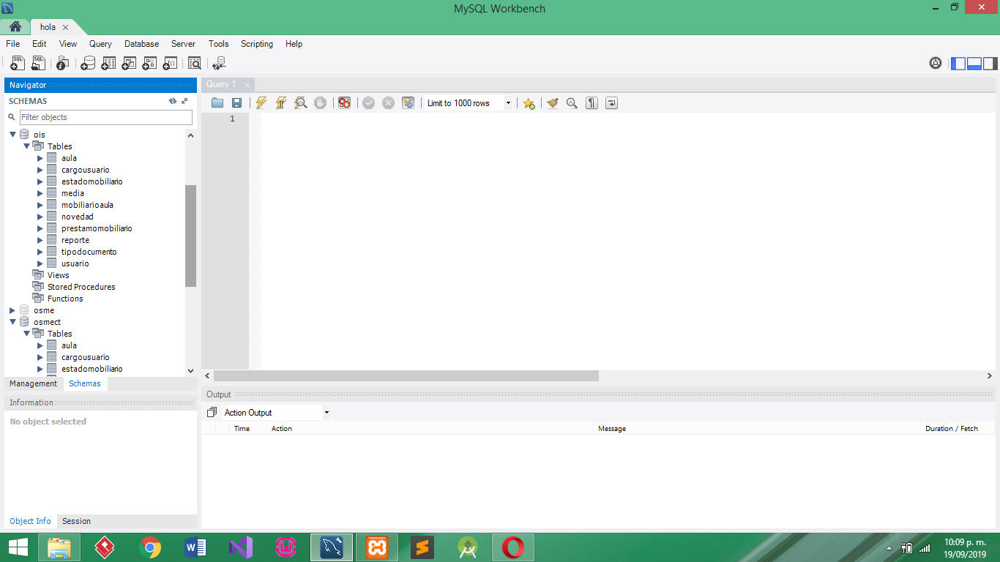 MySQL Workbench
hola
File Edit View Query Database Server Tools Scripting Help
Navigator
SCHEMAS
Filter objects
ois
Tables
aula
cargousuario
estadomobiliario
media
mobiliarioaula
novedad
prestamomobiliario
reporte
tipodocumento
usuario
Views
Stored Procedures
Functions
osme
osmect
Tables
aula
cargousuario
estadomobiliario
Management Schemas
Information
No object selected
Object Info Session
Query 1
Limit to 1000 rows
1
Output
Action Output
Time Action Message Duration / Fetch
10:09 p. m.
19/09/2019